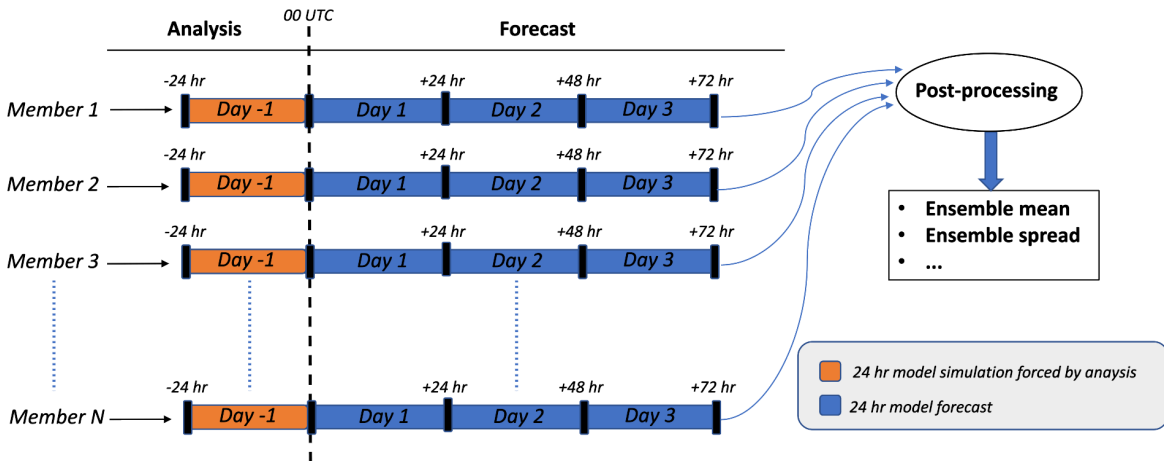 00 UTC
Analysis Forecast
-24 hr +24 hr +48 hr +72 hr
Member 1 Day -1 Day 1 Day 2 Day 3
-24 hr +24 hr +48 hr +72 hr
Member 2 Day -1 Day 1 Day 2 Day 3
-24 hr +24 hr +48 hr +72 hr
Member 3 Day -1 Day 1 Day 2 Day 3
-24 hr +24 hr +48 hr +72 hr
Member N Day -1 Day 1 Day 2 Day 3
Post-processing
• Ensemble mean
• Ensemble spread
• ...
24 hr model simulation forced by anaysis
24 hr model forecast